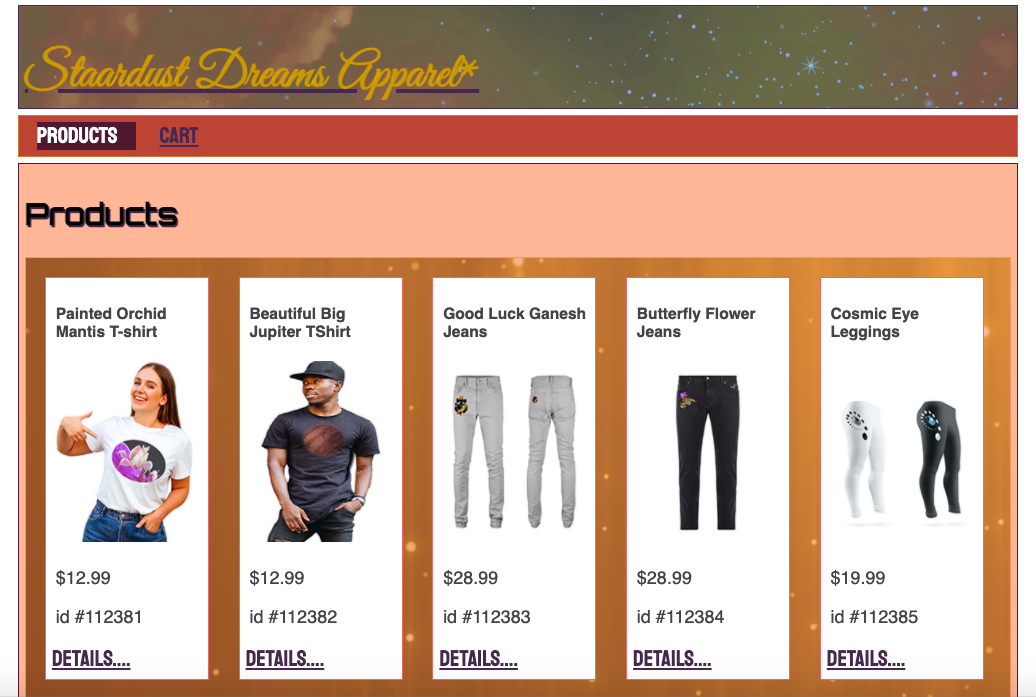 Staardust Dreams Apparel*
PRODUCTS CART
Products
Painted Orchid
Mantis T-shirt
$12.99
id #112381
DETAILS....
Beautiful Big
Jupiter TShirt
$12.99
id #112382
DETAILS....
Good Luck Ganesh
Jeans
$28.99
id #112383
DETAILS....
Butterfly Flower
Jeans
$28.99
id #112384
DETAILS....
Cosmic Eye
Leggings
$19.99
id #112385
DETAILS....